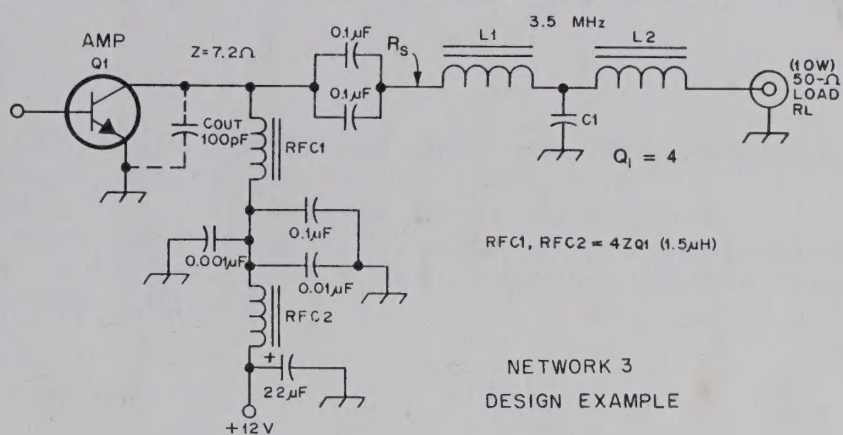 AMP
Q1
Z=7.2Ω
COUT
100pF
0.1µF
0.1µF
RS
3.5 MHz
L1
L2
C1
(10W)
50-Ω
LOAD
RL
Q1 = 4
RFC1
0.1µF
0.001µF
0.01µF
RFC2
+
22µF
+12V
RFC1, RFC2 = 4ZQ1 (1.5µH)
NETWORK 3
DESIGN EXAMPLE